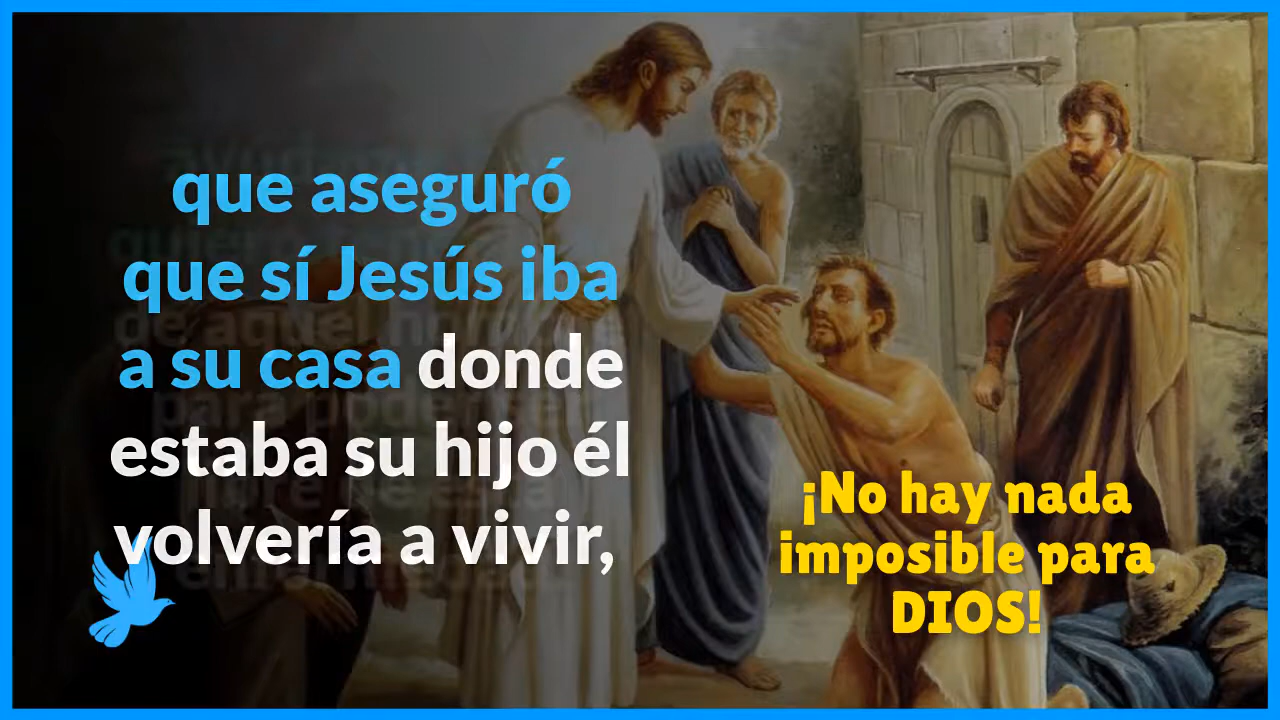 que aseguró
que sí Jesús iba
a su casa donde
estaba su hijo él
volvería a vivir,
¡No hay nada
imposible para
DIOS!